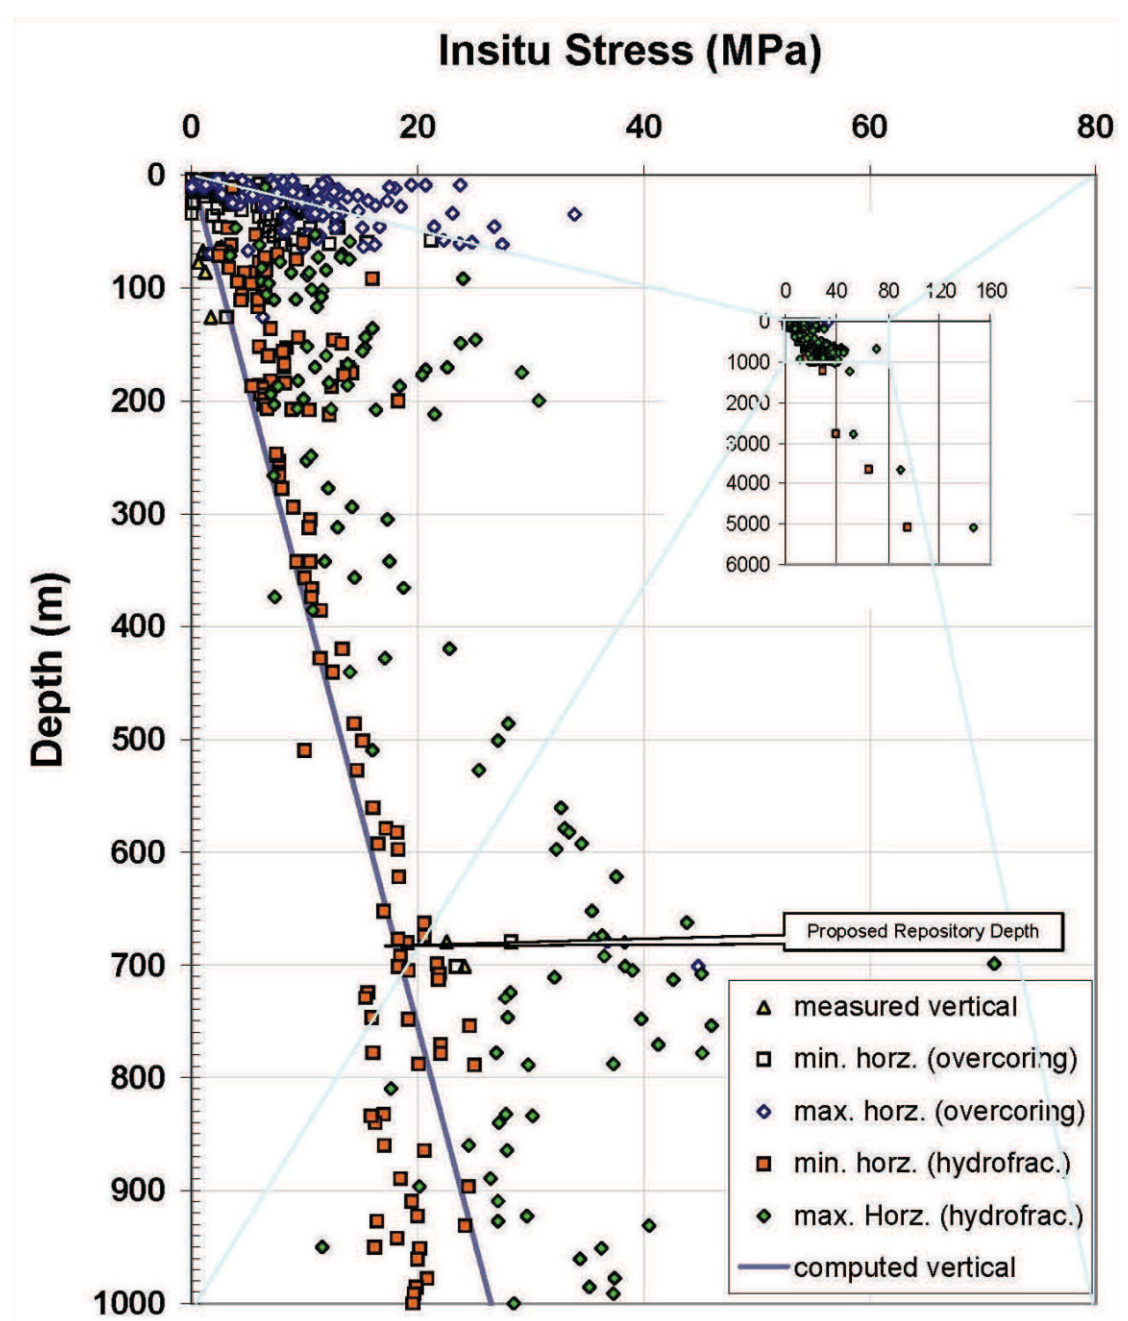 Insitu Stress (MPa)
0 20 40 60 80
Depth (m)
0
100
200
300
400
500
600
700
800
900
1000
0 40 80 120 160
0
1000
2000
3000
4000
5000
6000
Proposed Repository Depth
measured vertical
min. horz. (overcoring)
max. horz. (overcoring)
min. horz. (hydrofrac.)
max. Horz. (hydrofrac.)
computed vertical